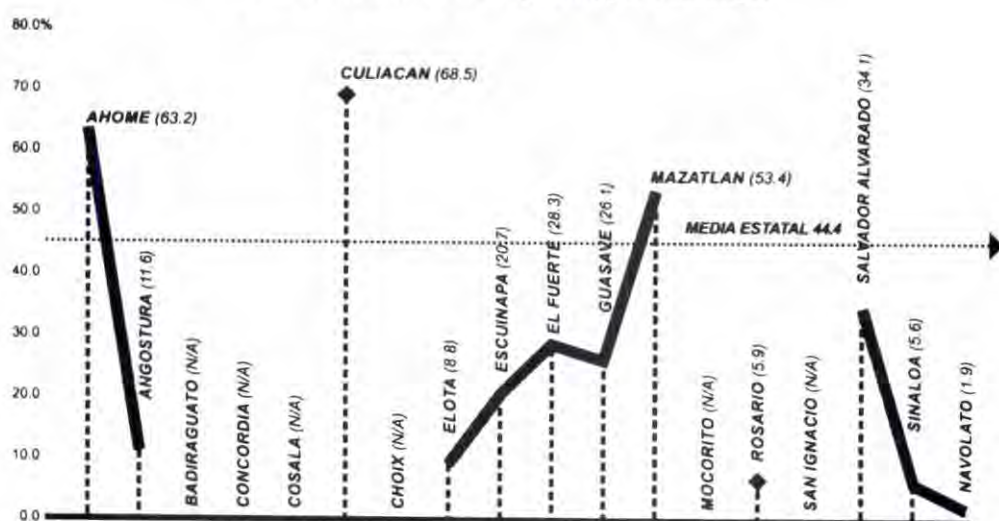 80.0%
70.0
60.0
50.0
40.0
30.0
20.0
10.0
0.0
AHOME (63.2)
ANGOSTURA (11.6)
BADIRAGUATO (N/A)
CONCORDIA (N/A)
COSALA (N/A)
CULIACAN (68.5)
CHOIX (N/A)
ELOTA (8.8)
ESCUINAPA (20.7)
EL FUERTE (28.3)
GUASAVE (26.1)
MAZATLAN (53.4)
MEDIA ESTATAL 44.4
MOCORITO (N/A)
ROSARIO (5.9)
SAN IGNACIO (N/A)
SALVADOR ALVARADO (34.1)
SINALOA (5.6)
NAVOLATO (1.9)